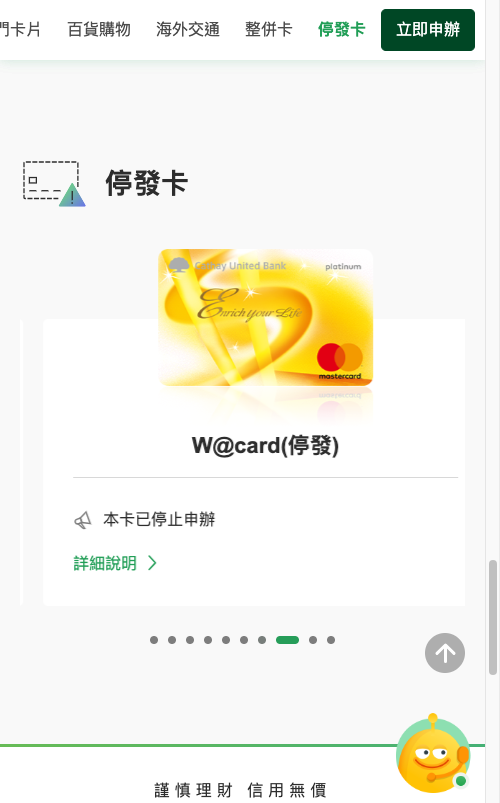 門卡片 百貨購物 海外交通 整併卡 停發卡 立即申辦
停發卡
Cathay United Bank platinum
Enrich your Life
mastercard
W@card(停發)
本卡已停止申辦
詳細說明
謹慎理財 信用無價